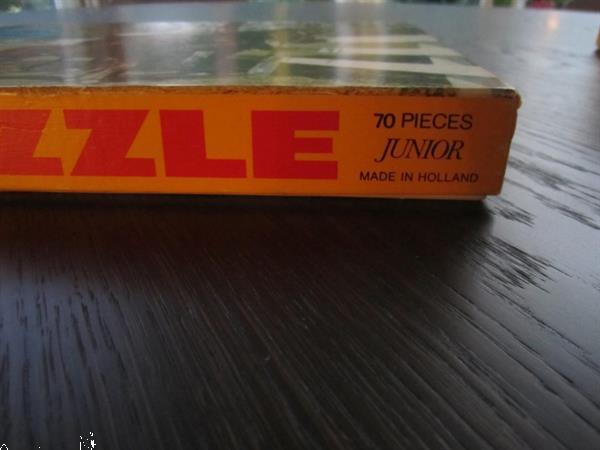 ZZLE
70 PIECES
JUNIOR
MADE IN HOLLAND